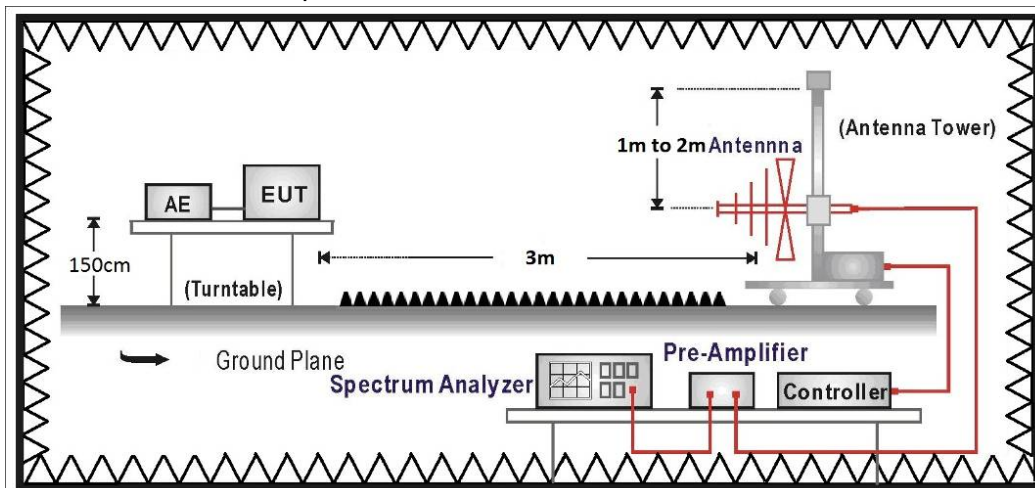 1m to 2m
Antennna
(Antenna Tower)
AE
EUT
150cm
(Turntable)
3m
Ground Plane
Spectrum Analyzer
Pre-Amplifier
Controller